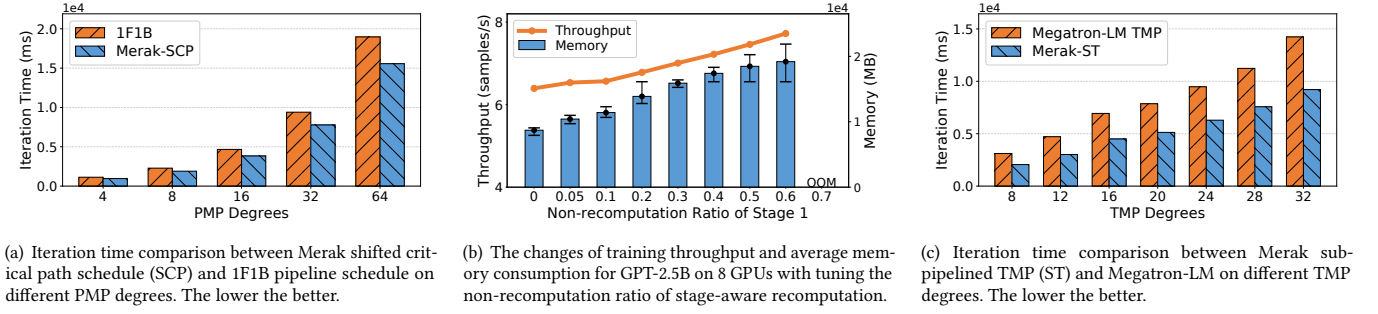 1e4
2.0
1.5
1.0
0.5
0.0
Iteration Time (ms)
1F1B
Merak-SCP
4 8 16 32 64
PMP Degrees
(a) Iteration time comparison between Merak shifted crit-
ical path schedule (SCP) and 1F1B pipeline schedule on
different PMP degrees. The lower the better.
1e4
8
6
4
Throughput (samples/s)
Throughput
Memory
2
1
0
Memory (MB)
OOM
0 0.05 0.1 0.2 0.3 0.4 0.5 0.6 0.7
Non-recomputation Ratio of Stage 1
(b) The changes of training throughput and average mem-
ory consumption for GPT-2.5B on 8 GPUs with tuning the
non-recomputation ratio of stage-aware recomputation.
1e4
1.5
1.0
0.5
0.0
Iteration Time (ms)
Megatron-LM TMP
Merak-ST
8 12 16 20 24 28 32
TMP Degrees
(c) Iteration time comparison between Merak sub-
pipelined TMP (ST) and Megatron-LM on different TMP
degrees. The lower the better.